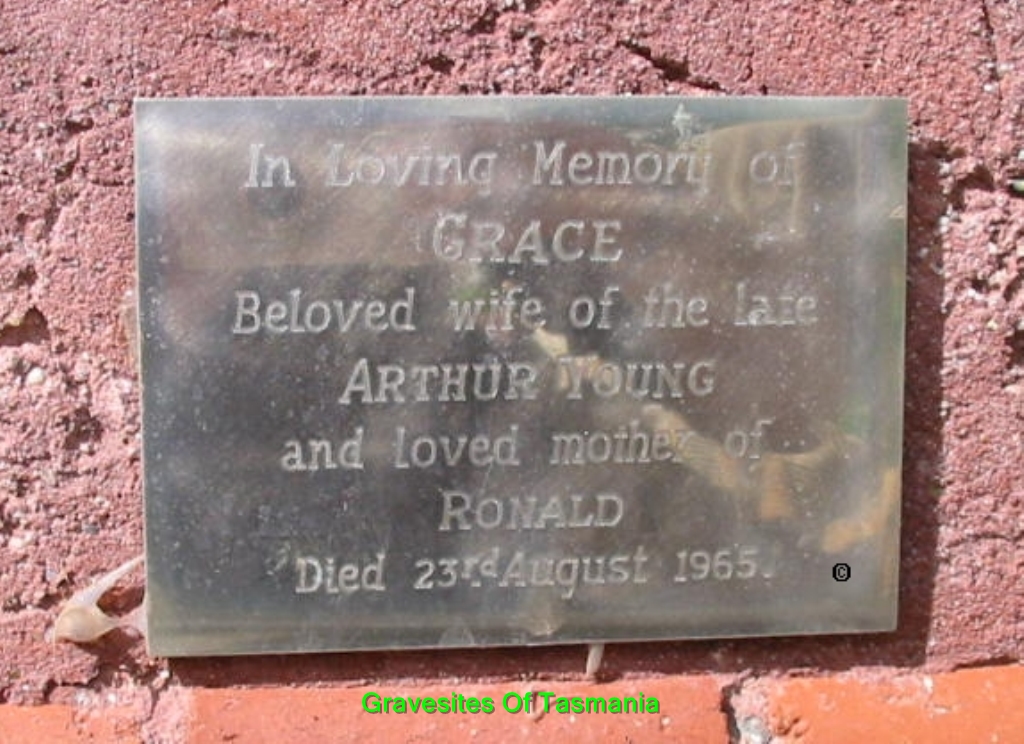 In Loving Memory of
GRACE
Beloved wife of the late
ARTHUR YOUNG
and loved mother of
RONALD
Died 23rd August 1965.
©
Gravesites Of Tasmania